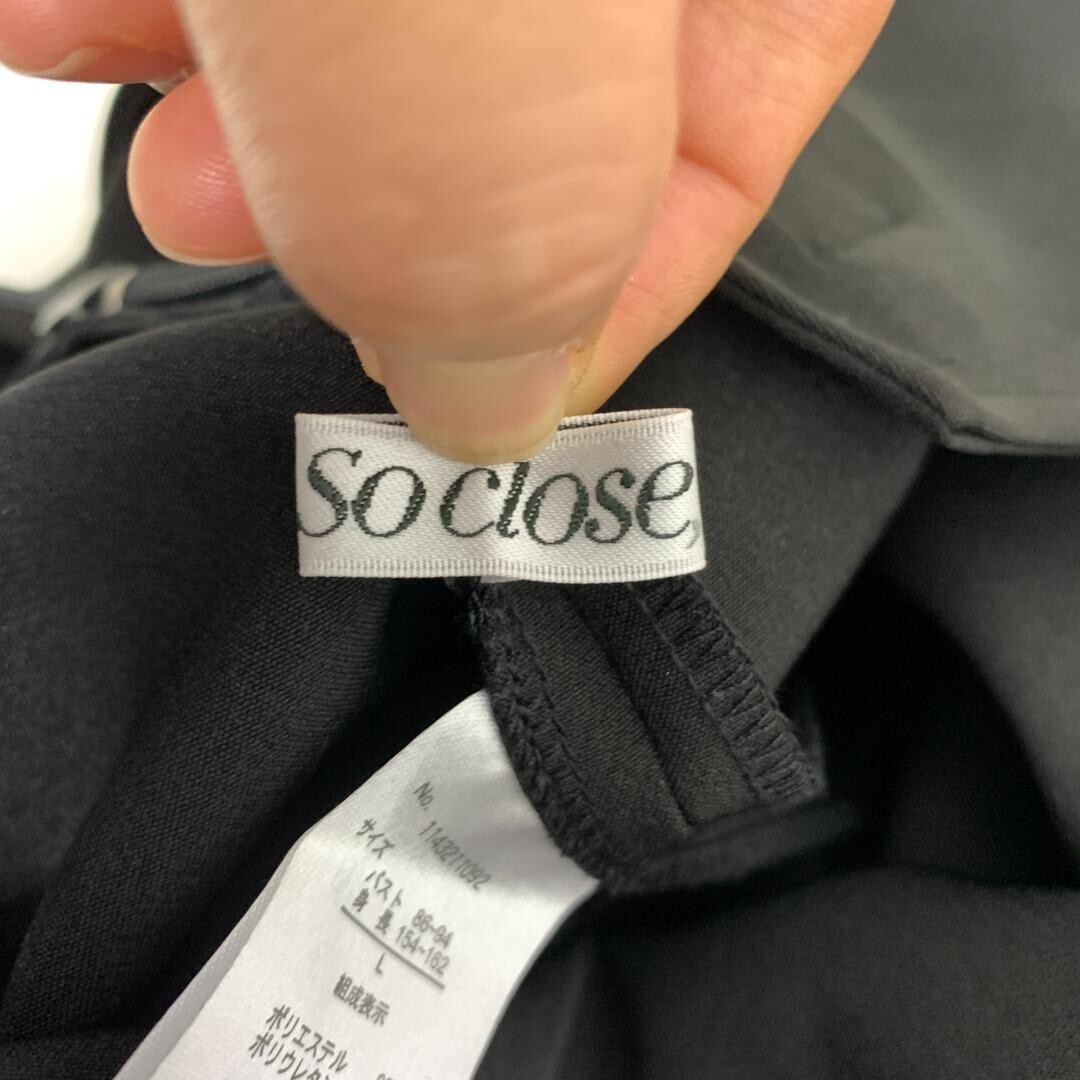 So close,
No. 1143211092
サイズ
バスト 86~94
身 長 154~162
L
組成表示
ポリエステル